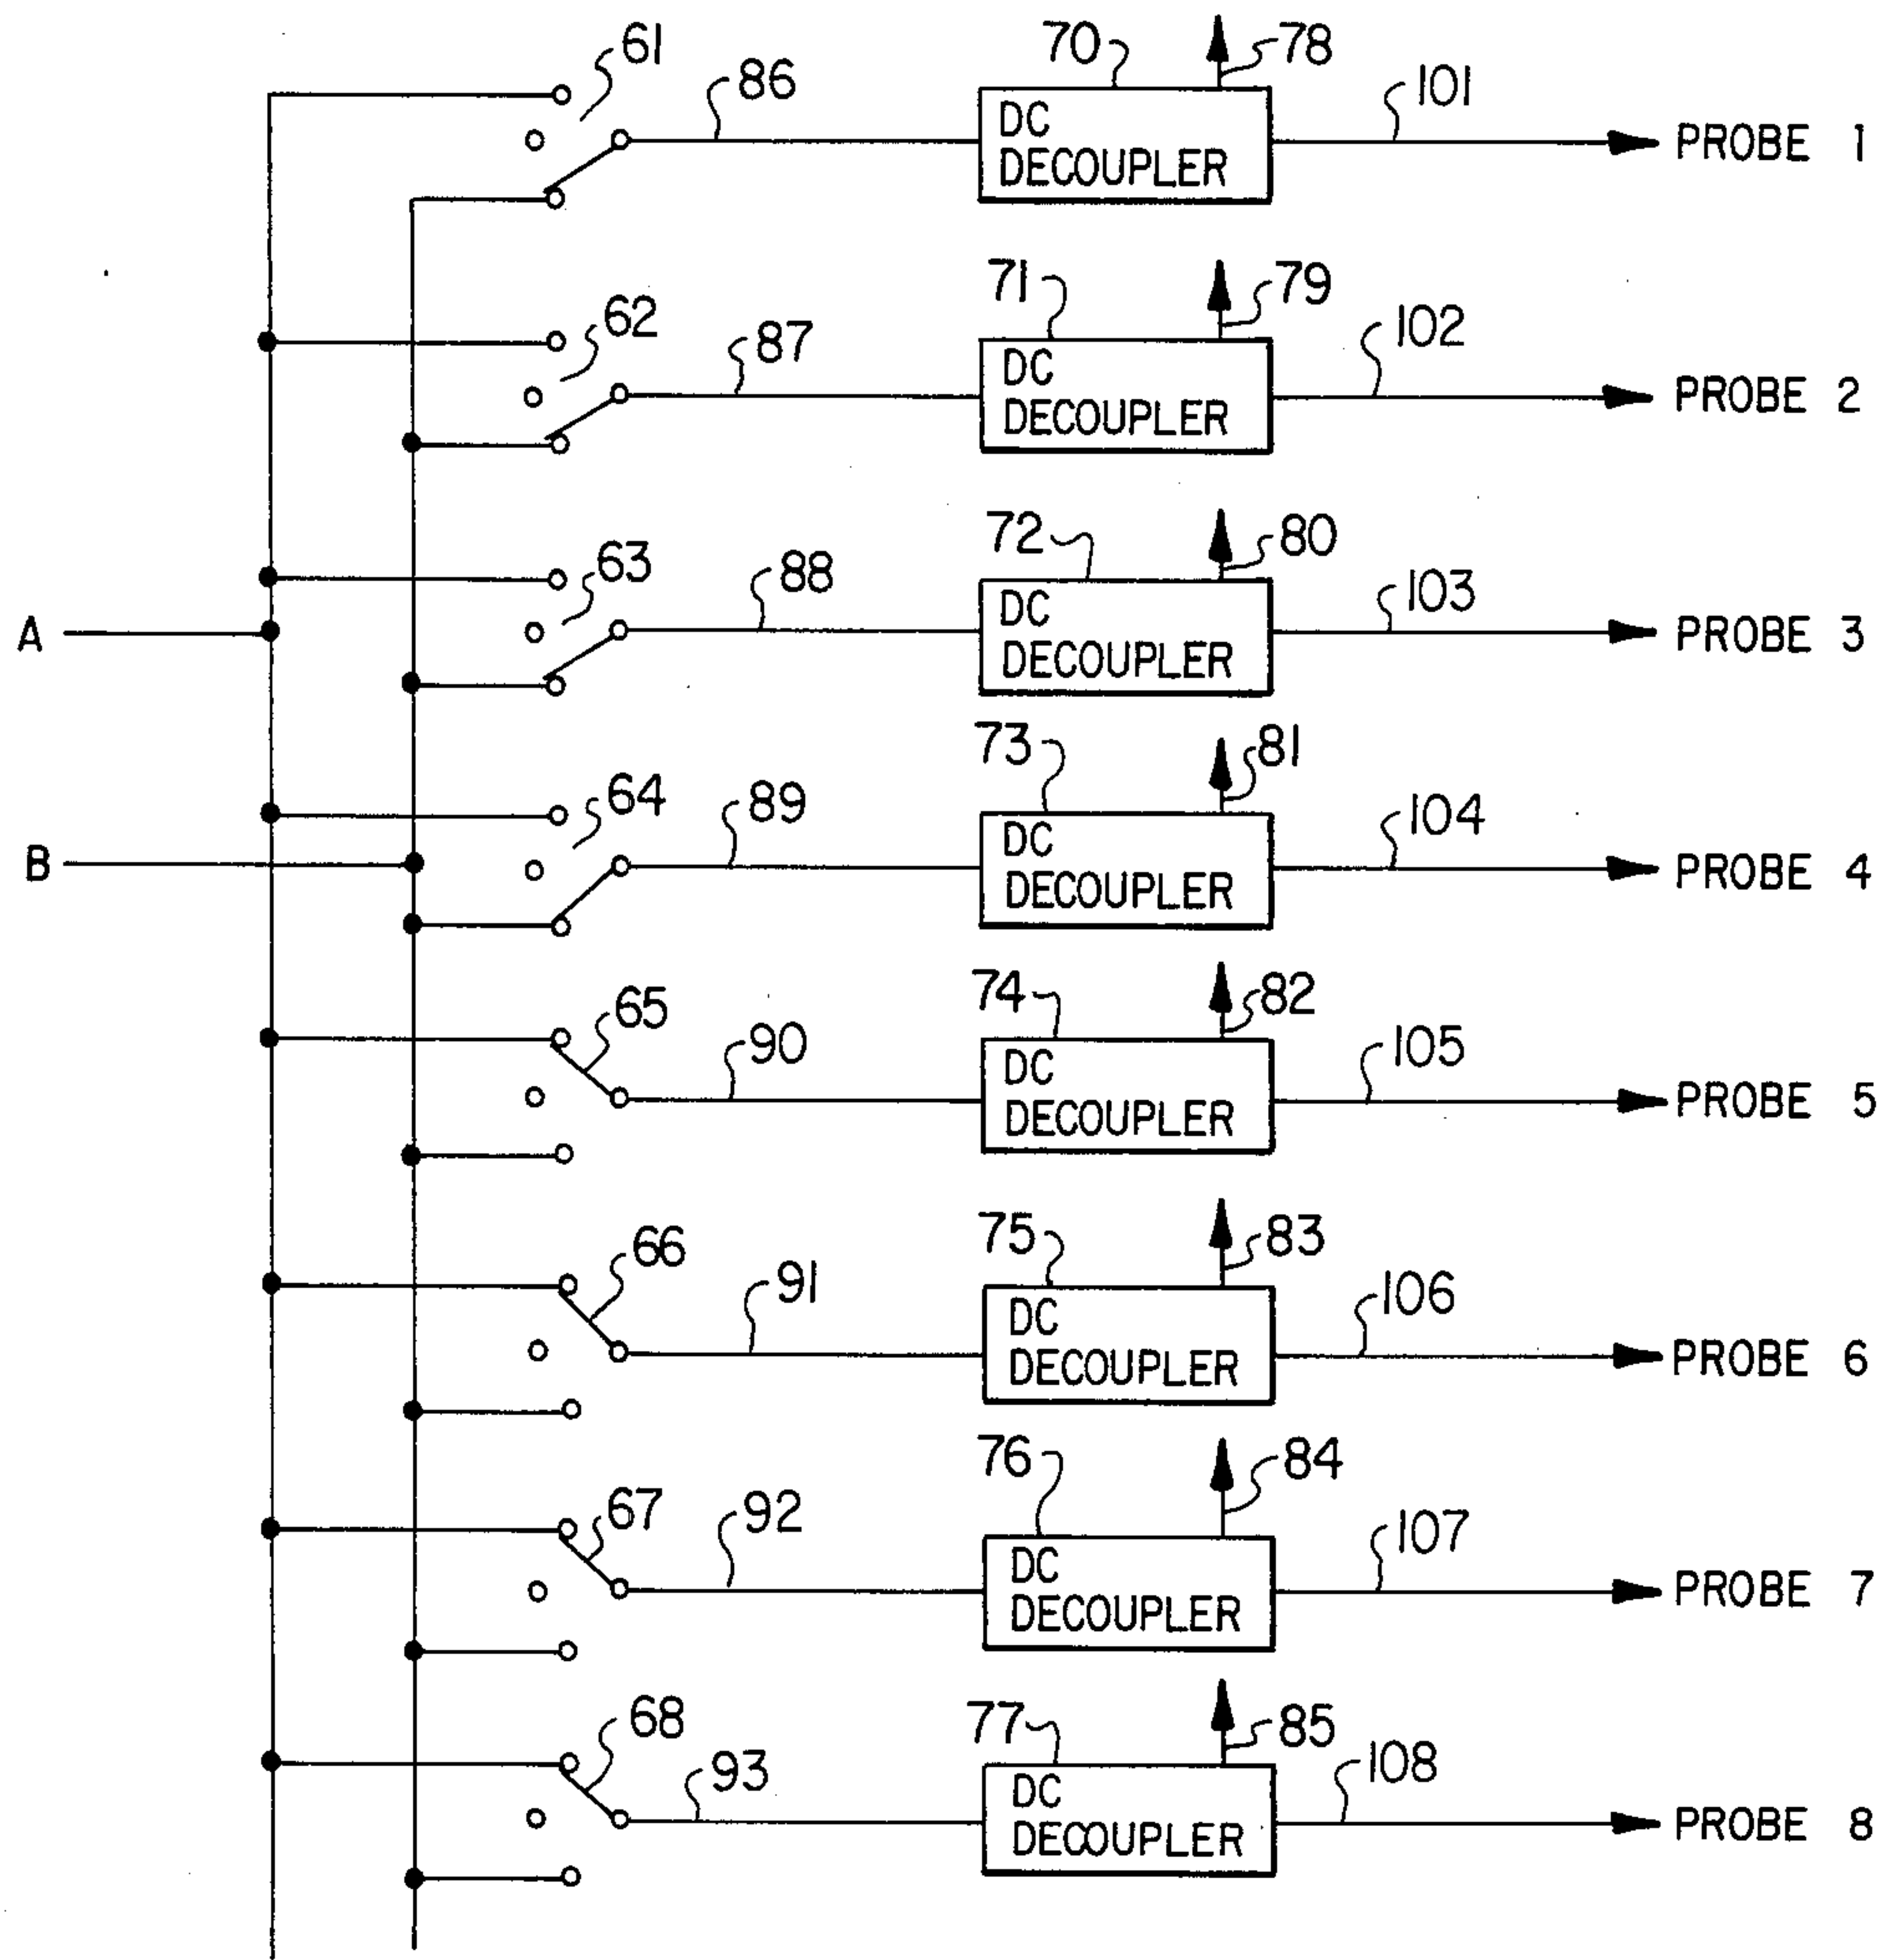 61
86
70
78
101
DC
DECOUPLER
PROBE 1
62
87
71
79
102
DC
DECOUPLER
PROBE 2
63
88
72
80
103
DC
DECOUPLER
A
PROBE 3
64
89
73
81
104
DC
DECOUPLER
B
PROBE 4
65
90
74
82
105
DC
DECOUPLER
PROBE 5
66
91
75
83
106
DC
DECOUPLER
PROBE 6
67
92
76
84
107
DC
DECOUPLER
PROBE 7
68
93
77
85
108
DC
DECOUPLER
PROBE 8